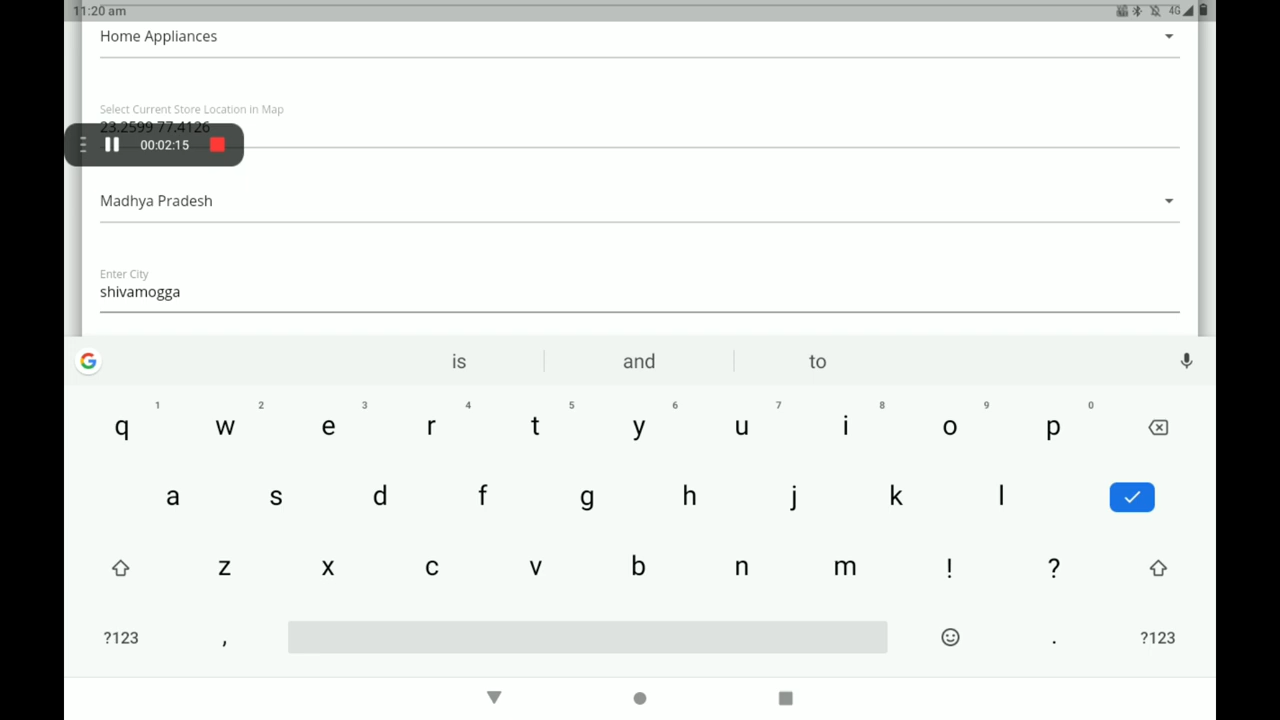 11:20 am
4G
Home Appliances
Select Current Store Location in Map
23.2599 77.4126
00:02:15
Madhya Pradesh
Enter City
shivamogga
G is and to
1 2 3 4 5 6 7 8 9 0
q w e r t y u i o p
a s d f g h j k l
z x c v b n m ! ?
?123 , . ?123